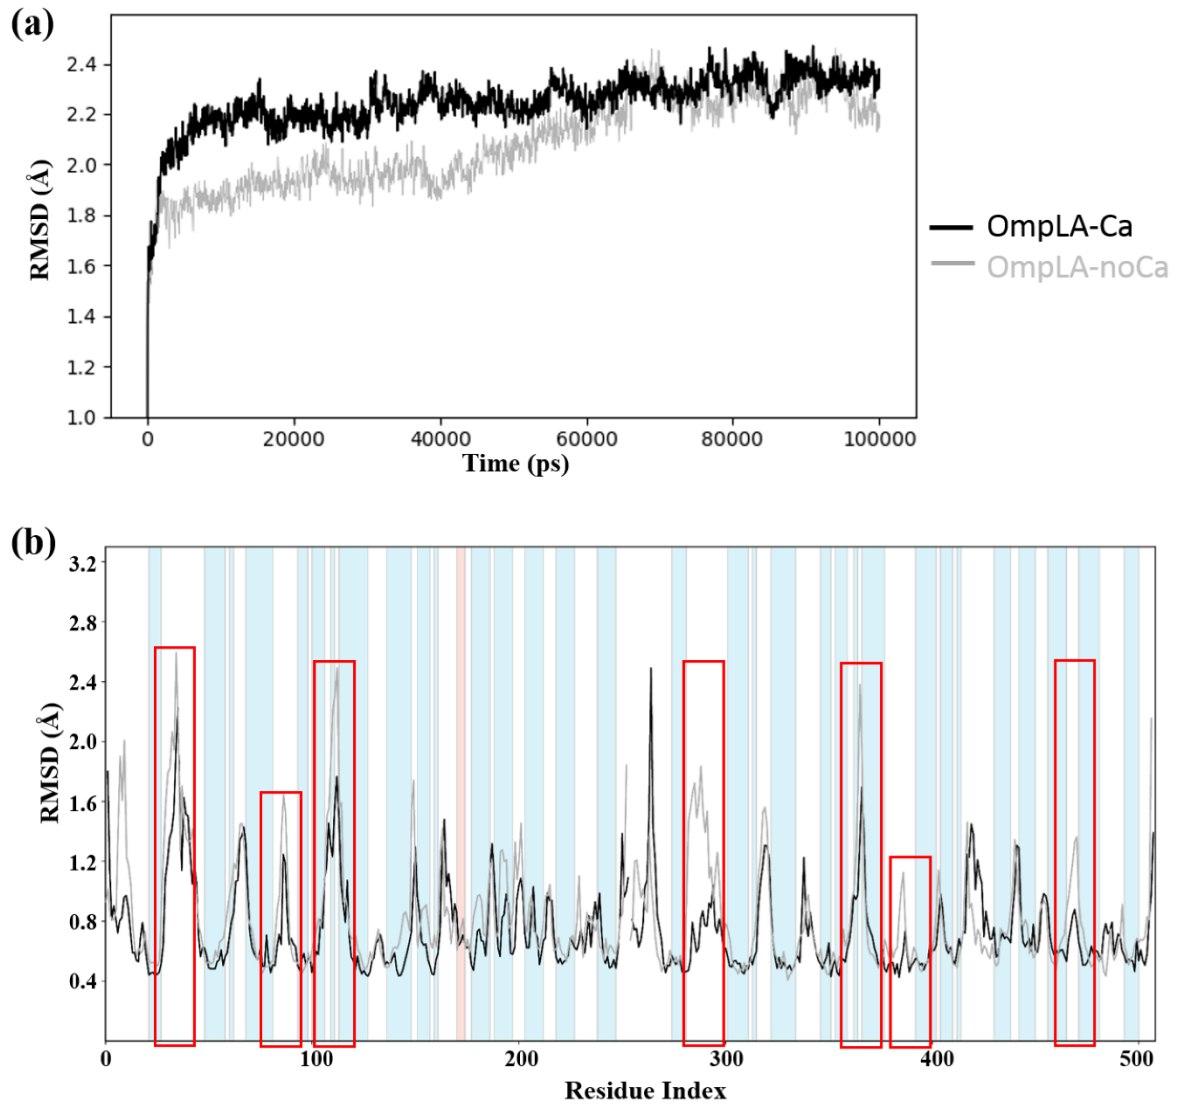 (a)
RMSD (Å)
2.4
2.2
2.0
1.8
1.6
1.4
1.2
1.0
0 20000 40000 60000 80000 100000
Time (ps)
OmpLA-Ca
OmpLA-noCa
(b)
RMSD (Å)
3.2
2.8
2.4
2.0
1.6
1.2
0.8
0.4
0 100 200 300 400 500
Residue Index